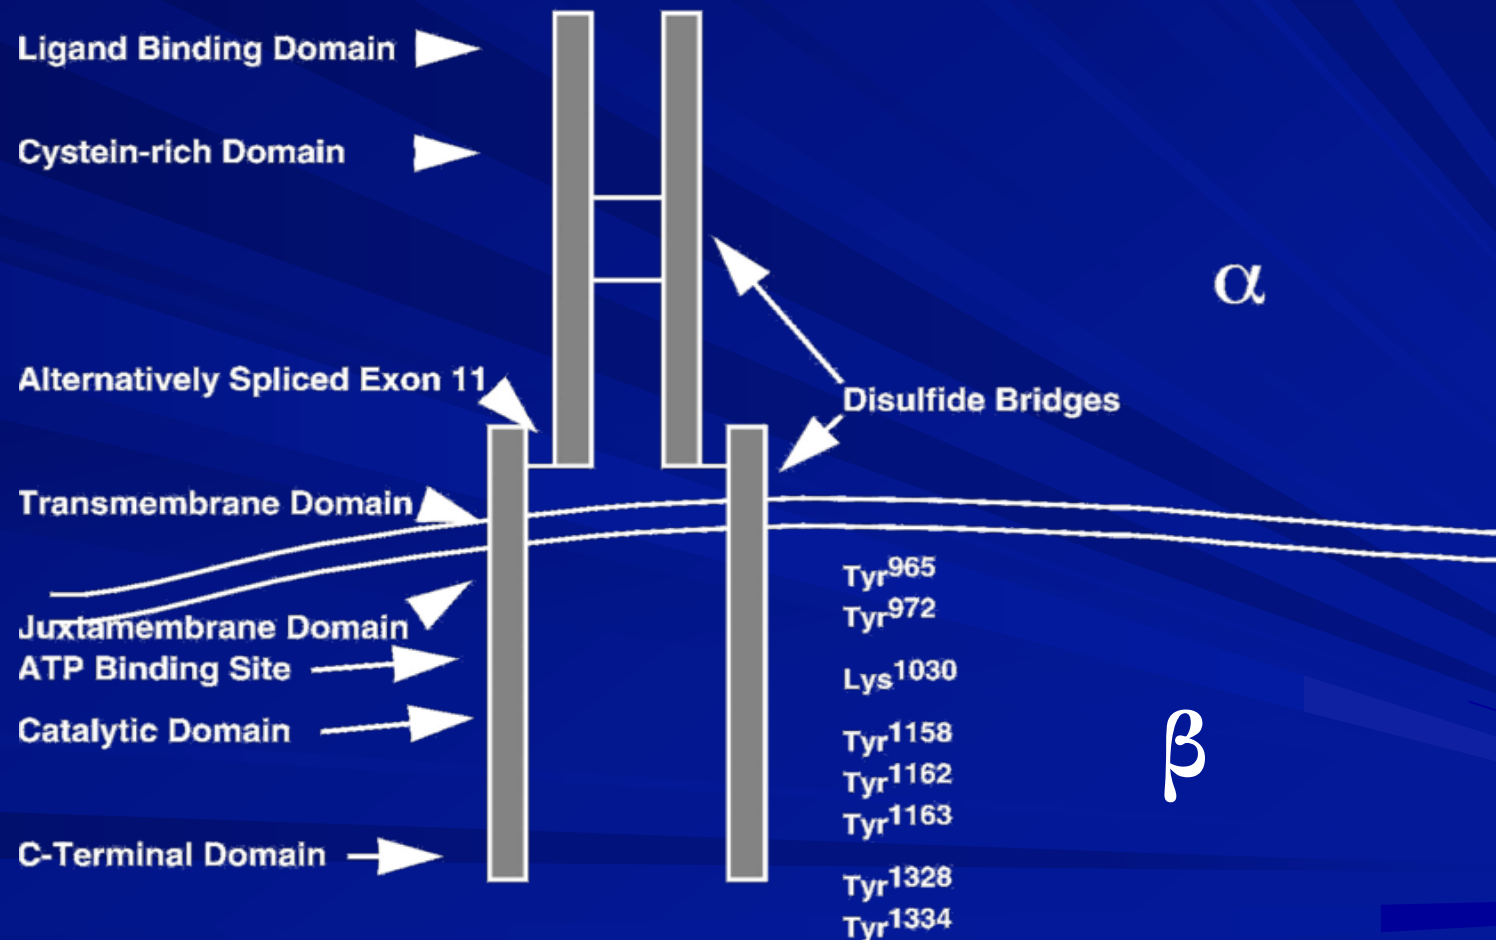 Ligand Binding Domain
Cystein-rich Domain
α
Alternatively Spliced Exon 11
Disulfide Bridges
Transmembrane Domain
Tyr965
Tyr972
Juxtamembrane Domain
ATP Binding Site
Lys1030
Catalytic Domain
Tyr1158
Tyr1162
Tyr1163
β
C-Terminal Domain
Tyr1328
Tyr1334